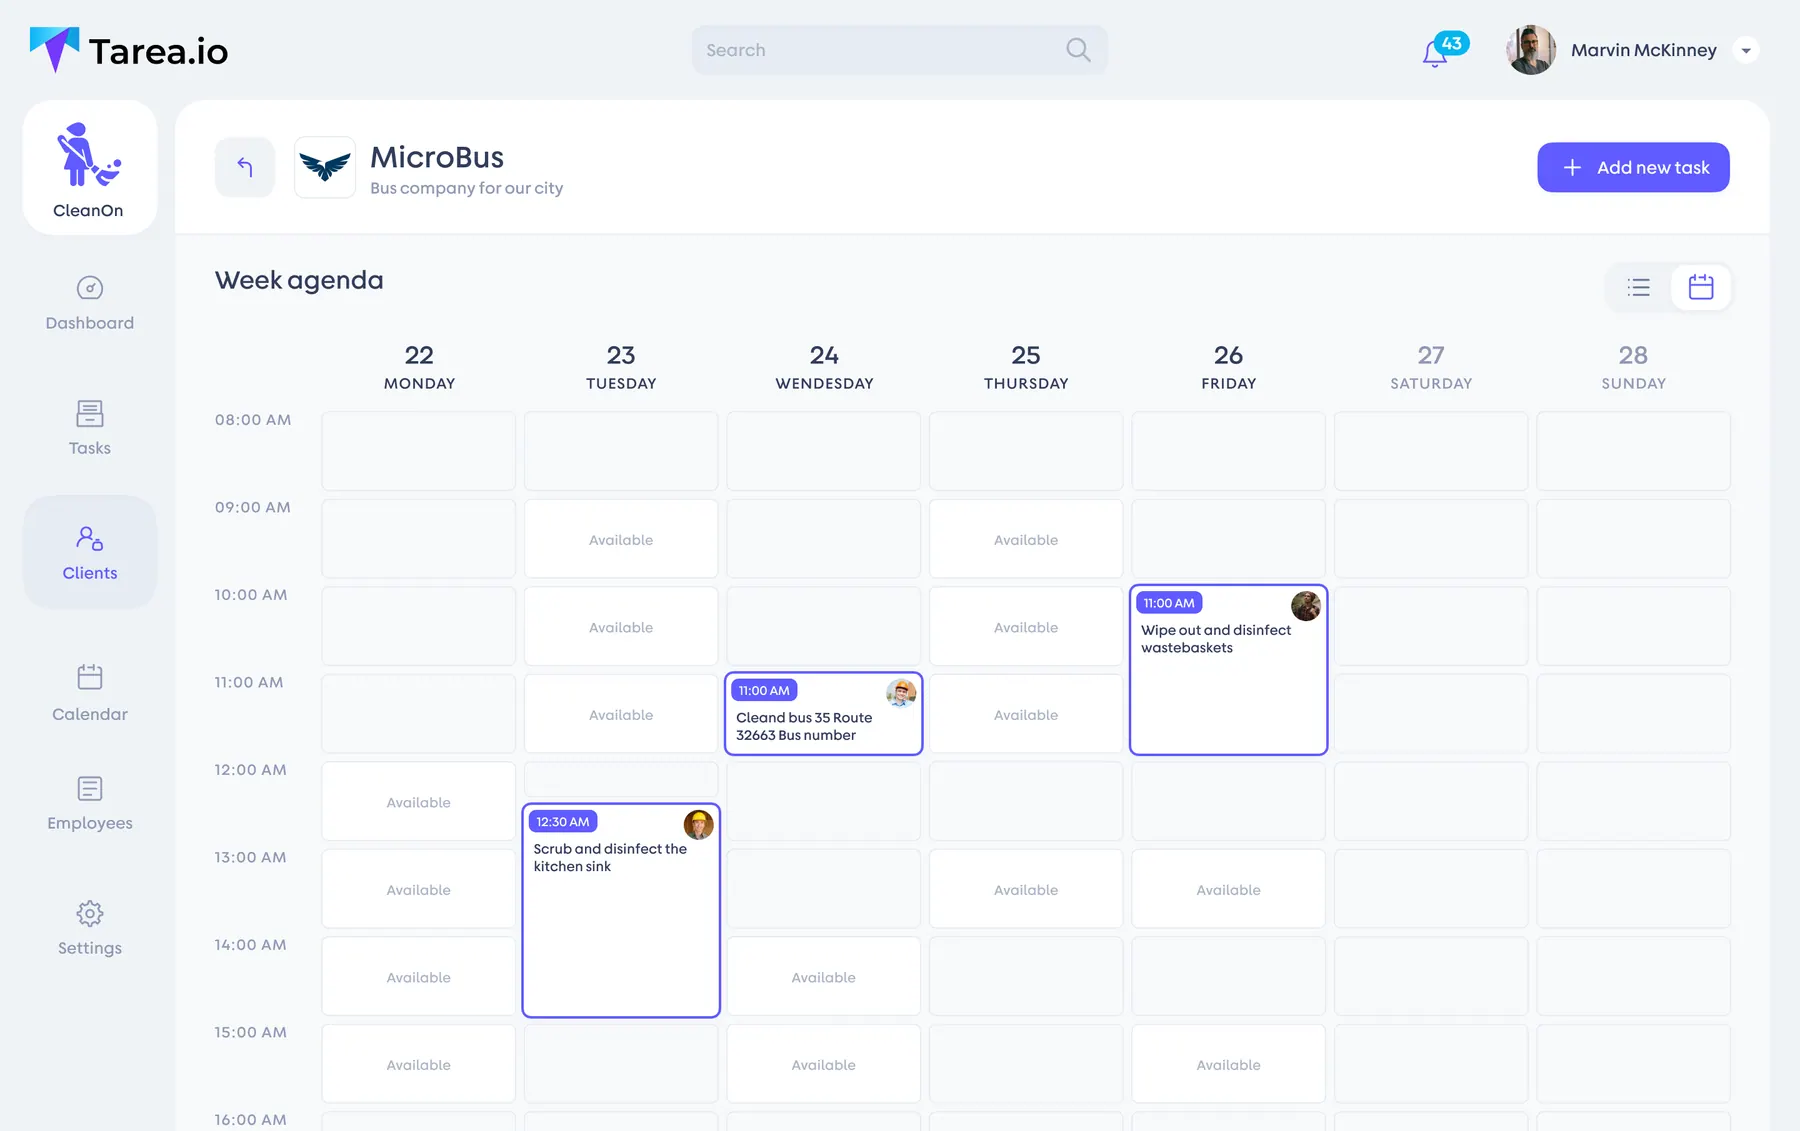 Tarea.io
Search
43
Marvin McKinney
CleanOn
MicroBus
Bus company for our city
Add new task
Dashboard
Tasks
Clients
Calendar
Employees
Settings
Week agenda
22
MONDAY
23
TUESDAY
24
WENDESDAY
25
THURSDAY
26
FRIDAY
27
SATURDAY
28
SUNDAY
08:00 AM
09:00 AM
Available
Available
10:00 AM
Available
Available
11:00 AM
Wipe out and disinfect
wastebaskets
11:00 AM
Available
11:00 AM
Cleand bus 35 Route
32663 Bus number
Available
12:00 AM
Available
12:30 AM
Scrub and disinfect the
kitchen sink
13:00 AM
Available
Available
Available
14:00 AM
Available
Available
15:00 AM
Available
Available
Available
16:00 AM